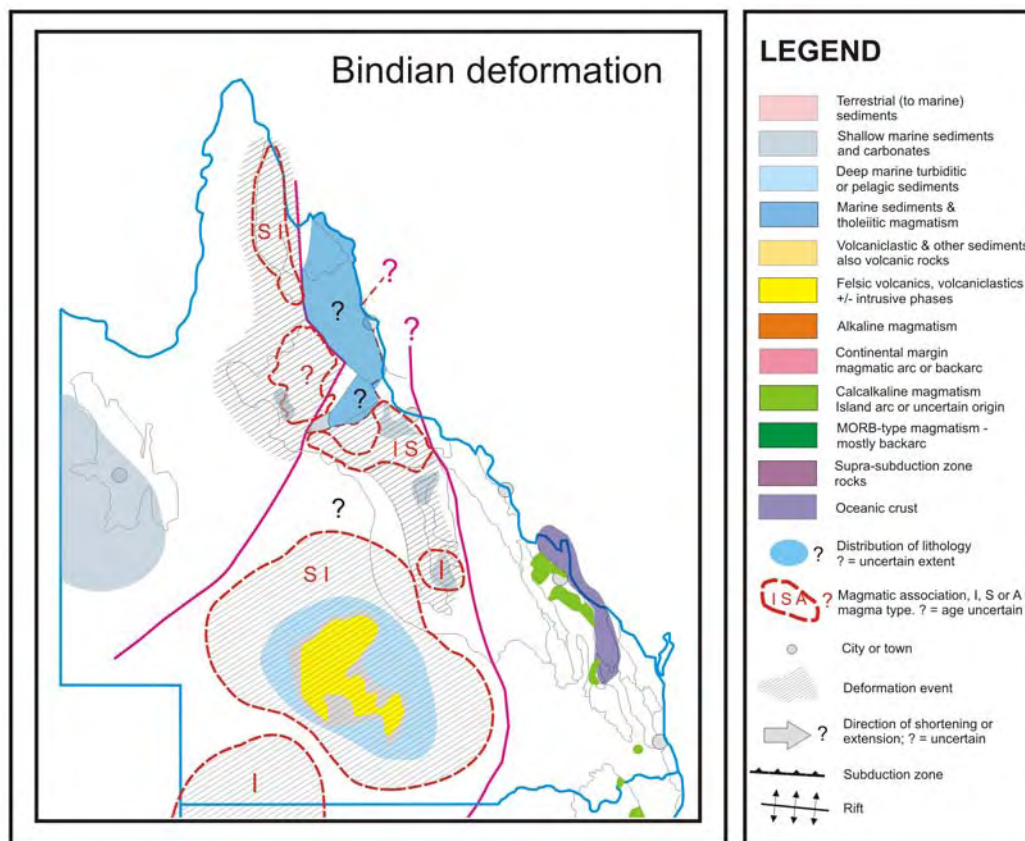 Bindian deformation
S I
?
?
?
?
?
I S
?
S I
I
I
LEGEND
Terrestrial (to marine)
sediments
Shallow marine sediments
and carbonates
Deep marine turbiditic
or pelagic sediments
Marine sediments &
tholeiitic magmatism
Volcaniclastic & other sediments
also volcanic rocks
Felsic volcanics, volcaniclastics
+/- intrusive phases
Alkaline magmatism
Continental margin
magmatic arc or backarc
Calcalkaline magmatism
Island arc or uncertain origin
MORB-type magmatism -
mostly backarc
Supra-subduction zone
rocks
Oceanic crust
? Distribution of lithology
? = uncertain extent
I S A ? Magmatic association, I, S or A
magma type. ? = age uncertain
City or town
Deformation event
? Direction of shortening or
extension; ? = uncertain
Subduction zone
Rift